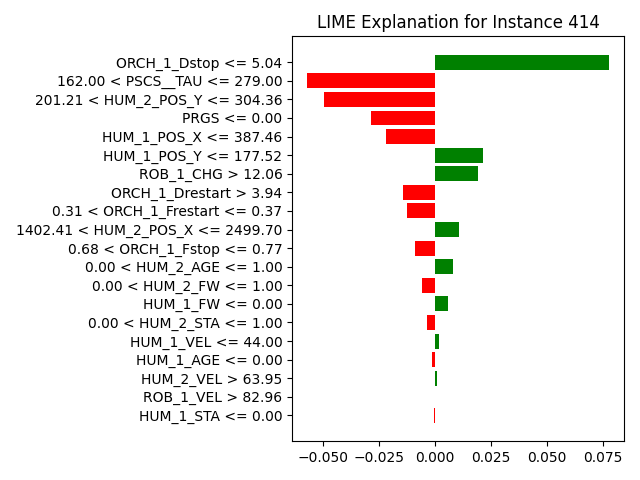 LIME Explanation for Instance 414
ORCH_1_Dstop <= 5.04
162.00 < PSCS__TAU <= 279.00
201.21 < HUM_2_POS_Y <= 304.36
PRGS <= 0.00
HUM_1_POS_X <= 387.46
HUM_1_POS_Y <= 177.52
ROB_1_CHG > 12.06
ORCH_1_Drestart > 3.94
0.31 < ORCH_1_Frestart <= 0.37
1402.41 < HUM_2_POS_X <= 2499.70
0.68 < ORCH_1_Fstop <= 0.77
0.00 < HUM_2_AGE <= 1.00
0.00 < HUM_2_FW <= 1.00
HUM_1_FW <= 0.00
0.00 < HUM_2_STA <= 1.00
HUM_1_VEL <= 44.00
HUM_1_AGE <= 0.00
HUM_2_VEL > 63.95
ROB_1_VEL > 82.96
HUM_1_STA <= 0.00
−0.050 −0.025 0.000 0.025 0.050 0.075